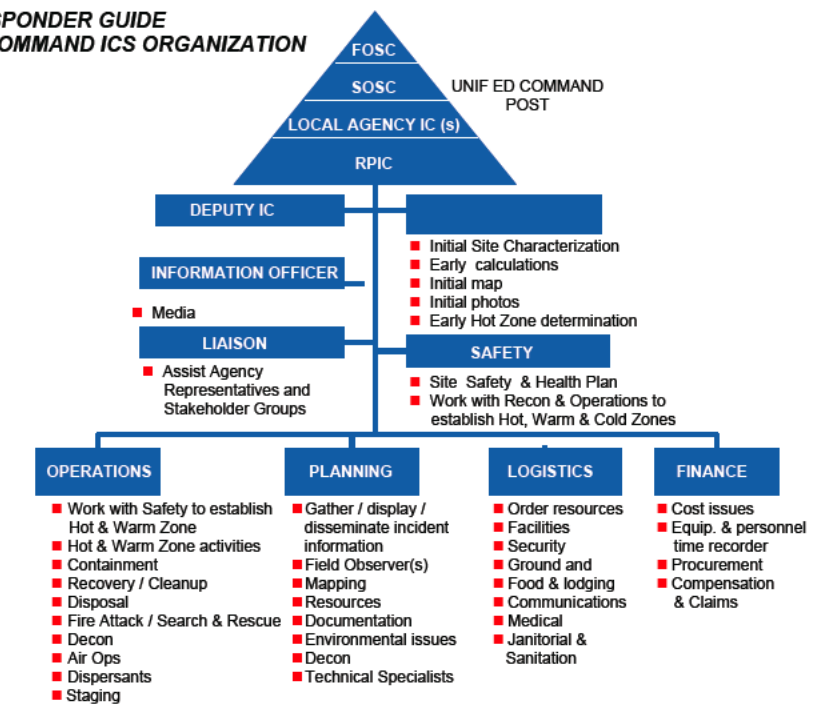 SPONDER GUIDE
OMMAND ICS ORGANIZATION
FOSC
SOSC
LOCAL AGENCY IC (s)
RPIC
UNIF ED COMMAND
POST
DEPUTY IC
Initial Site Characterization
Early calculations
Initial map
Initial photos
Early Hot Zone determination
INFORMATION OFFICER
Media
LIAISON
Assist Agency
Representatives and
Stakeholder Groups
SAFETY
Site Safety & Health Plan
Work with Recon & Operations to
establish Hot, Warm & Cold Zones
OPERATIONS
Work with Safety to establish
Hot & Warm Zone
Hot & Warm Zone activities
Containment
Recovery / Cleanup
Disposal
Fire Attack / Search & Rescue
Decon
Air Ops
Dispersants
Staging
PLANNING
Gather / display /
disseminate incident
information
Field Observer(s)
Mapping
Resources
Documentation
Environmental issues
Decon
Technical Specialists
LOGISTICS
Order resources
Facilities
Security
Ground and
Food & lodging
Communications
Medical
Janitorial &
Sanitation
FINANCE
Cost issues
Equip. & personnel
time recorder
Procurement
Compensation
& Claims